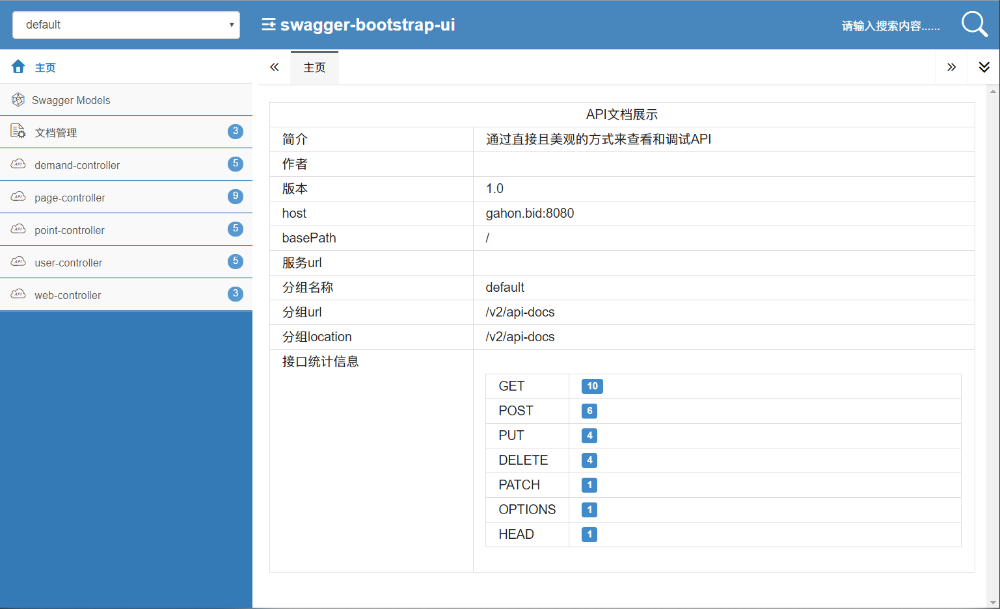 default
swagger-bootstrap-ui
请输入搜索内容......
主页
Swagger Models
文档管理 3
demand-controller 5
page-controller 9
point-controller 5
user-controller 5
web-controller 3
主页
API文档展示
简介 通过直接且美观的方式来查看和调试API
作者
版本 1.0
host gahon.bid:8080
basePath /
服务url
分组名称 default
分组url /v2/api-docs
分组location /v2/api-docs
接口统计信息
GET 10
POST 6
PUT 4
DELETE 4
PATCH 1
OPTIONS 1
HEAD 1